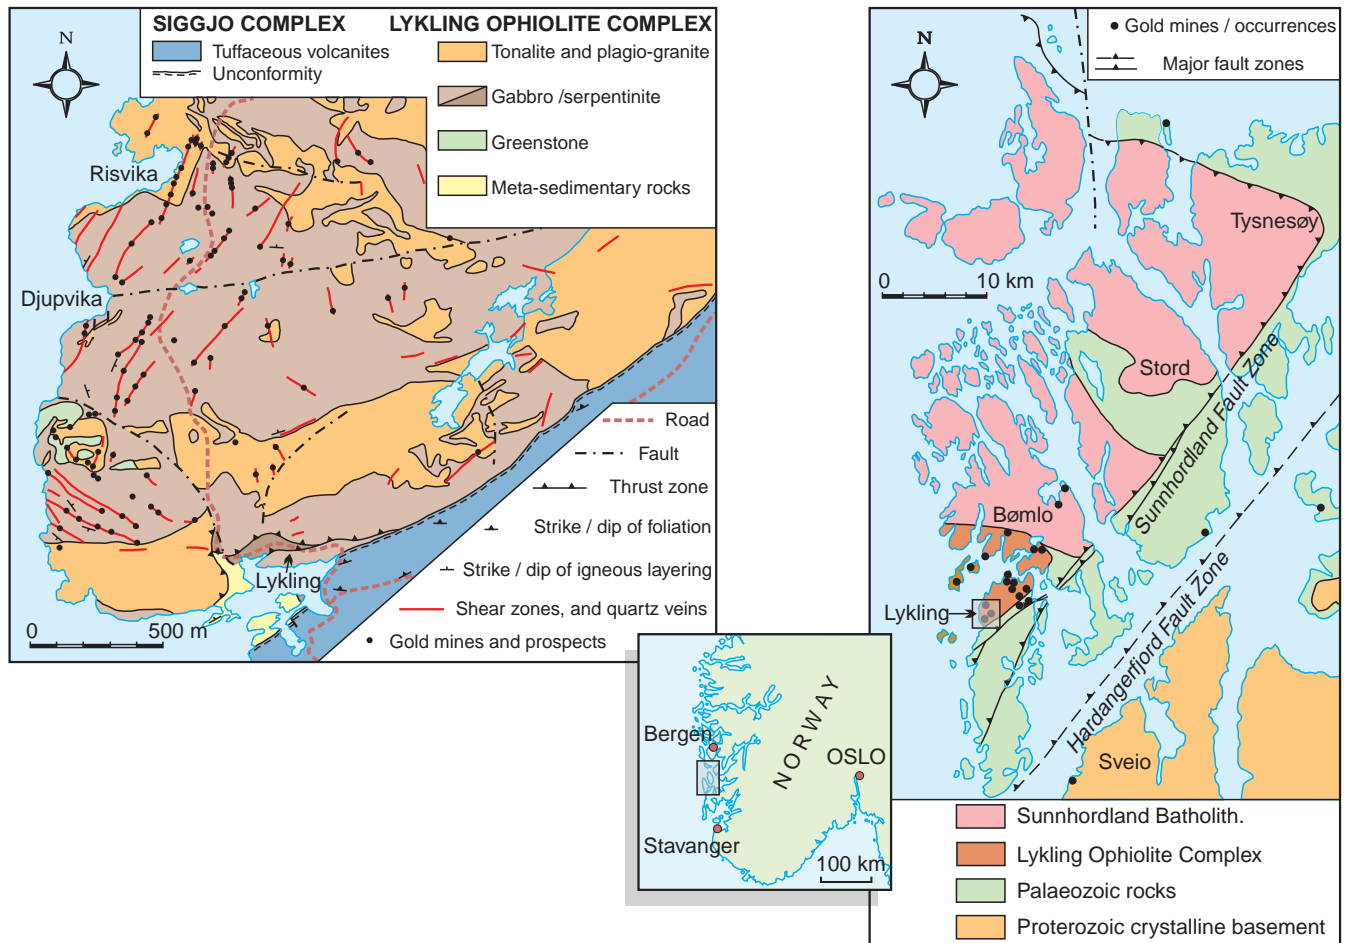 SIGGJO COMPLEX
Tuffaceous volcanites
Unconformity
LYKLING OPHIOLITE COMPLEX
Tonalite and plagio-granite
Gabbro /serpentinite
Greenstone
Meta-sedimentary rocks
N
Risvika
Djupvika
Lykling
0 500 m
Road
Fault
Thrust zone
Strike / dip of foliation
Strike / dip of igneous layering
Shear zones, and quartz veins
Gold mines and prospects
Bergen
NORWAY
OSLO
Stavanger
100 km
N
Gold mines / occurrences
Major fault zones
Tysnesøy
0 10 km
Stord
Sunnhordland Fault Zone
Bømlo
Lykling
Hardangerfjord Fault Zone
Sveio
Sunnhordland Batholith.
Lykling Ophiolite Complex
Palaeozoic rocks
Proterozoic crystalline basement